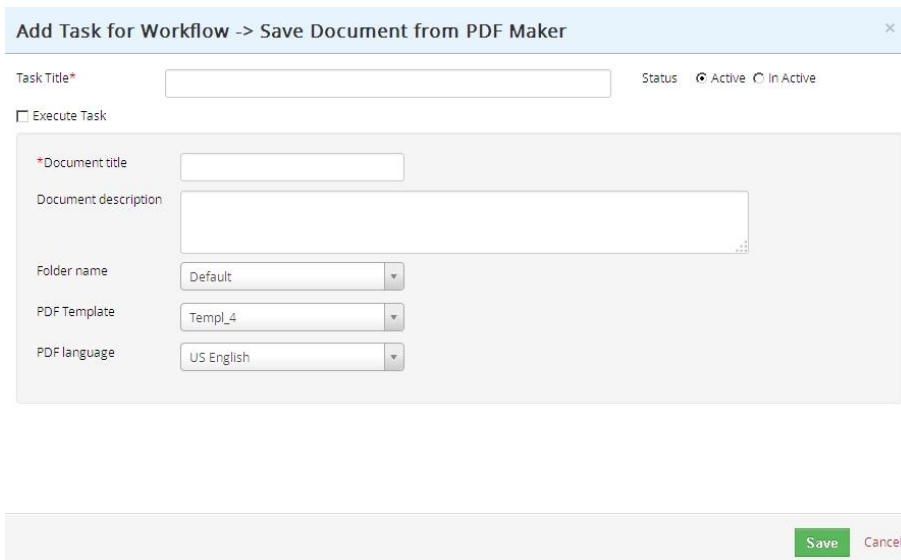 Add Task for Workflow -> Save Document from PDF Maker ×
Task Title* Status Active In Active
Execute Task
*Document title
Document description
Folder name Default
PDF Template Templ_4
PDF language US English
Save Cancel